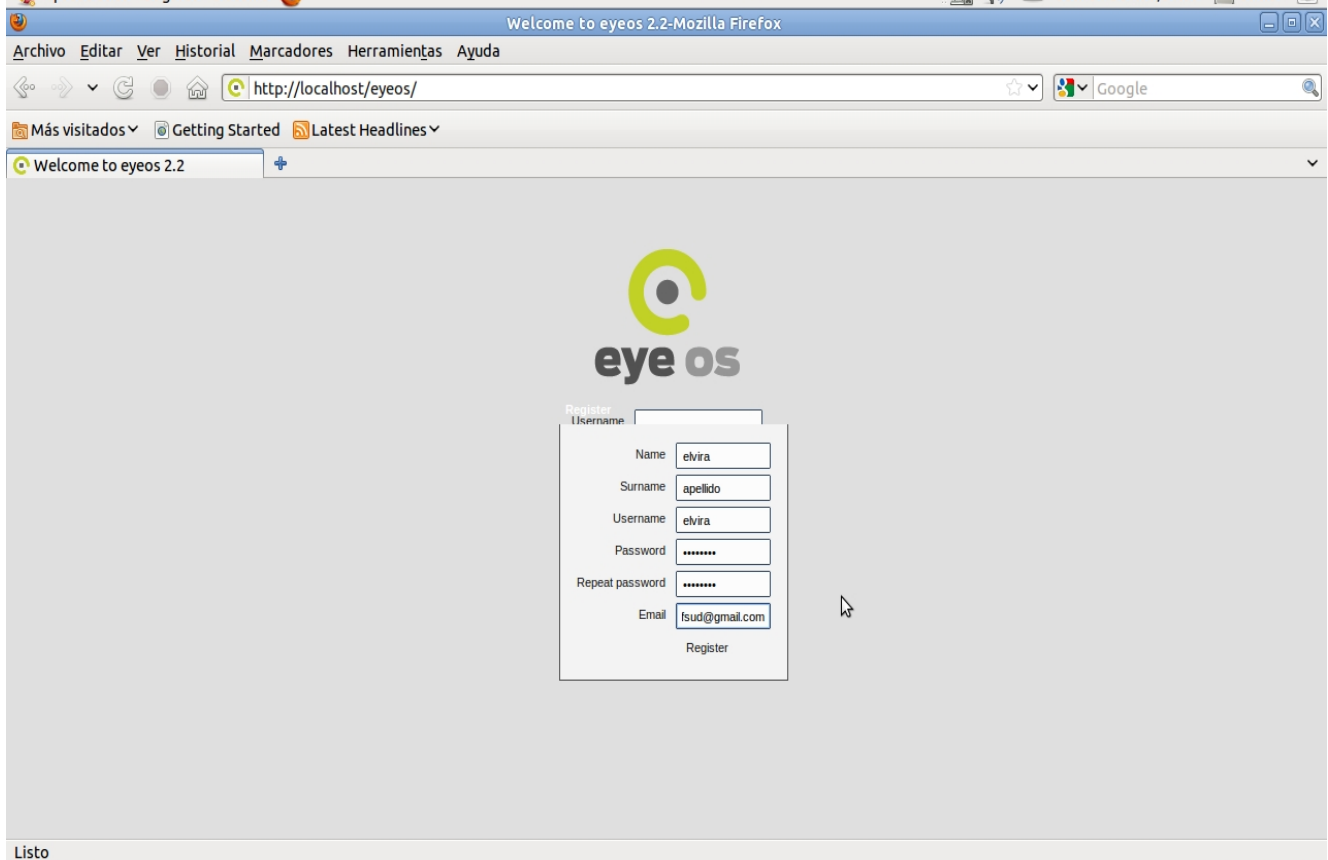 Welcome to eyeos 2.2-Mozilla Firefox
Archivo Editar Ver Historial Marcadores Herramientas Ayuda
http://localhost/eyeos/ Google
Más visitados Getting Started Latest Headlines
Welcome to eyeos 2.2
eye os
Register
Username
Name elvira
Surname apellido
Username elvira
Password ••••••••
Repeat password ••••••••
Email fsud@gmail.com
Register
Listo